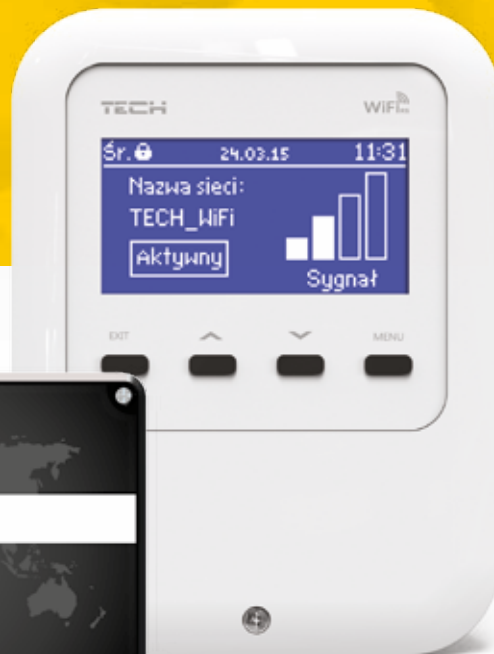 TECH WiFi
Śr. 24.03.15 11:31
Nazwa sieci:
TECH_WiFi
Aktywny
Sygnał
EXIT MENU